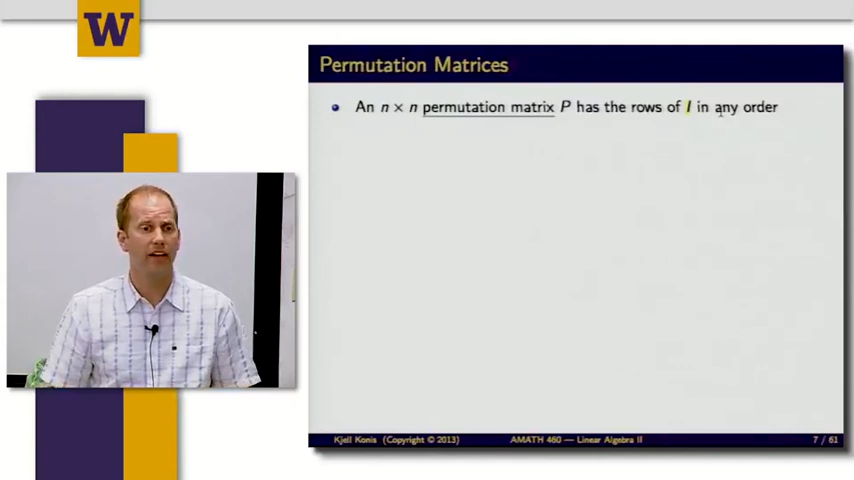 W
Permutation Matrices
An n × n permutation matrix P has the rows of I in any order
Kjell Konis (Copyright © 2013) AMATH 460 — Linear Algebra II 7 / 61